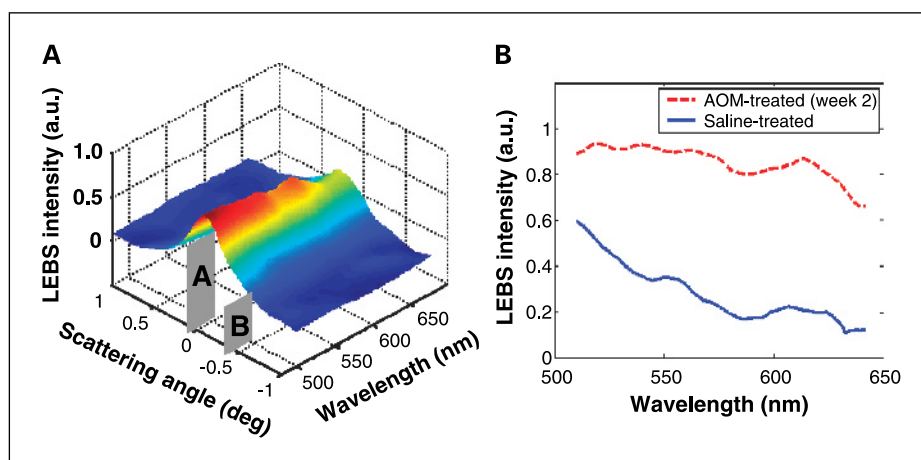 A
LEBS intensity (a.u.)
1.0
0.5
0
1
0.5
0
-0.5
-1
Scattering angle (deg)
A
B
500
550
600
650
Wavelength (nm)
B
AOM-treated (week 2)
Saline-treated
LEBS intensity (a.u.)
1
0.8
0.6
0.4
0.2
0
500
550
600
650
Wavelength (nm)